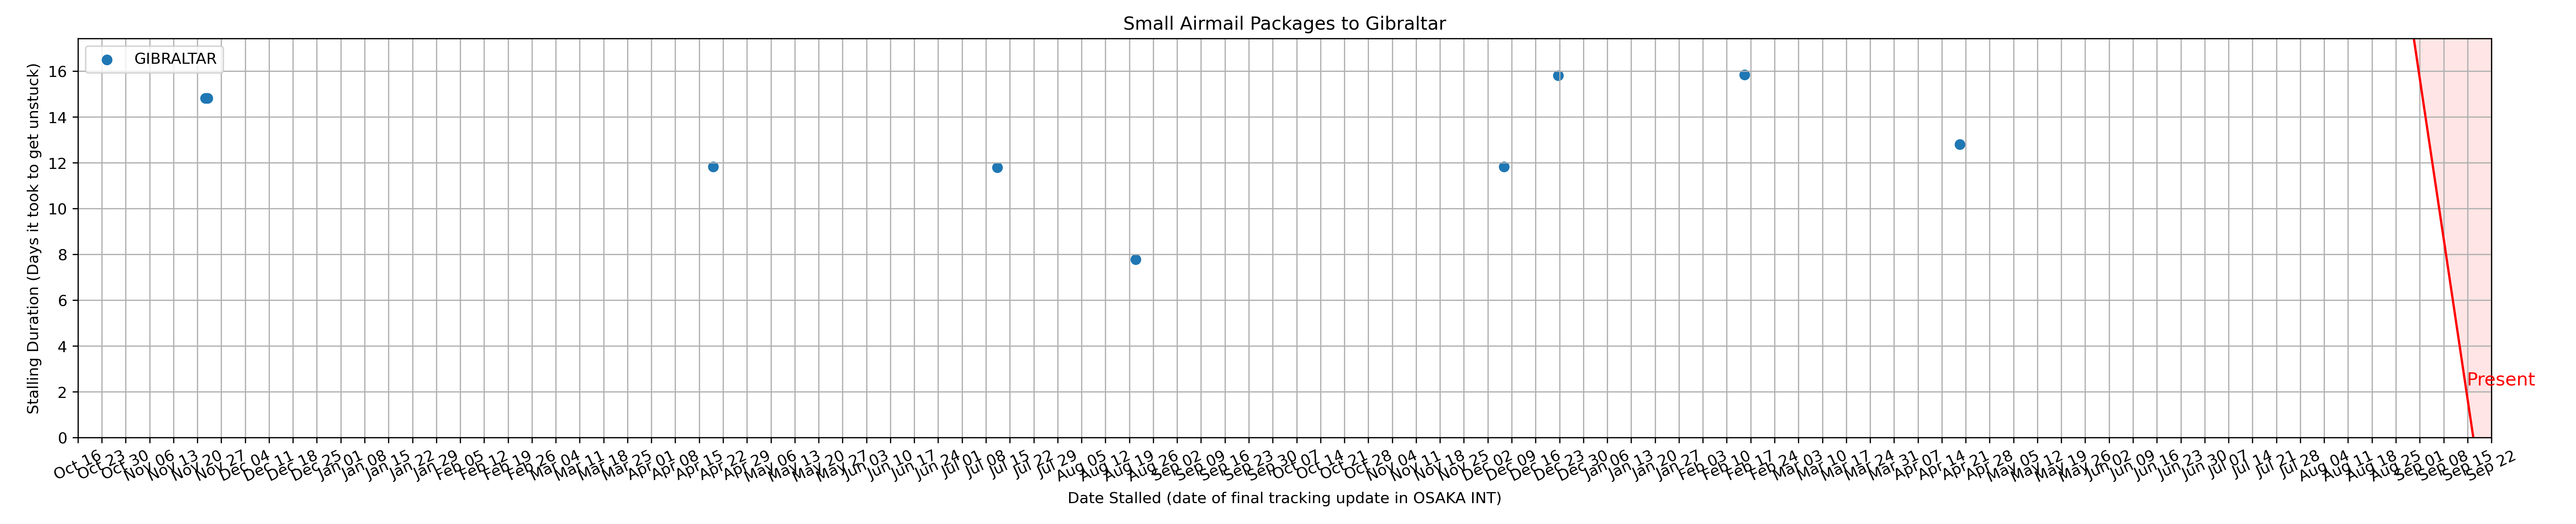 Small Airmail Packages to Gibraltar
GIBRALTAR
Stalling Duration (Days it took to get unstuck)
16
14
12
10
8
6
4
2
0
Present
Oct 16
Oct 23
Oct 30
Nov 06
Nov 13
Nov 20
Nov 27
Dec 04
Dec 11
Dec 18
Dec 25
Jan 01
Jan 08
Jan 15
Jan 22
Jan 29
Feb 05
Feb 12
Feb 19
Feb 26
Mar 04
Mar 11
Mar 18
Mar 25
Apr 01
Apr 08
Apr 15
Apr 22
Apr 29
May 06
May 13
May 20
May 27
Jun 03
Jun 10
Jun 17
Jun 24
Jul 01
Jul 08
Jul 15
Jul 22
Jul 29
Aug 05
Aug 12
Aug 19
Aug 26
Sep 02
Sep 09
Sep 16
Sep 23
Sep 30
Oct 07
Oct 14
Oct 21
Oct 28
Nov 04
Nov 11
Nov 18
Nov 25
Dec 02
Dec 09
Dec 16
Dec 23
Dec 30
Jan 06
Jan 13
Jan 20
Jan 27
Feb 03
Feb 10
Feb 17
Feb 24
Mar 03
Mar 10
Mar 17
Mar 24
Mar 31
Apr 07
Apr 14
Apr 21
Apr 28
May 05
May 12
May 19
May 26
Jun 02
Jun 09
Jun 16
Jun 23
Jun 30
Jul 07
Jul 14
Jul 21
Jul 28
Aug 04
Aug 11
Aug 18
Aug 25
Sep 01
Sep 08
Sep 15
Sep 22
Date Stalled (date of final tracking update in OSAKA INT)